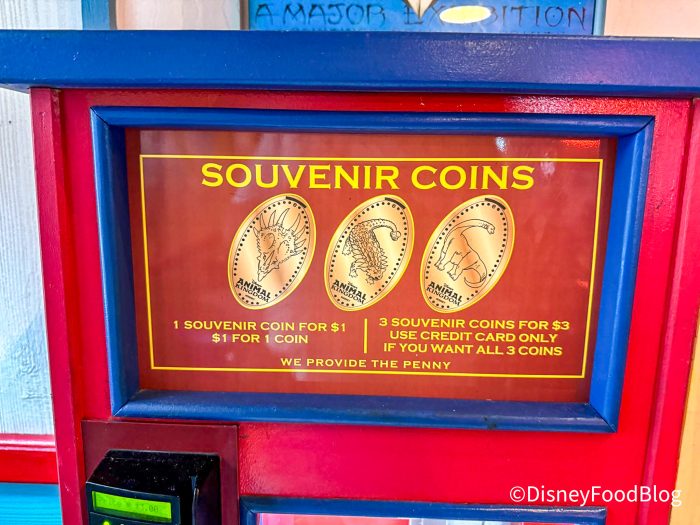 A MAJOR
SOUVENIR COINS
ANIMAL KINGDOM
ANIMAL KINGDOM
ANIMAL KINGDOM
1 SOUVENIR COIN FOR $1
$1 FOR 1 COIN
3 SOUVENIR COINS FOR $3
USE CREDIT CARD ONLY
IF YOU WANT ALL 3 COINS
WE PROVIDE THE PENNY
©DisneyFoodBlog